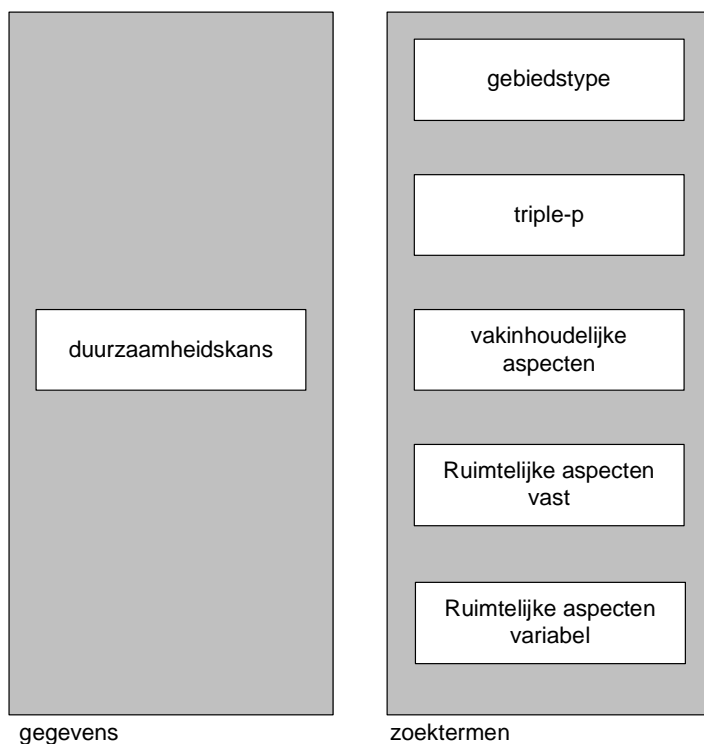 duurzaamheidskans
gegevens
gebiedstype
triple-p
vakinhoudelijke
aspecten
Ruimtelijke aspecten
vast
Ruimtelijke aspecten
variabel
zoektermen